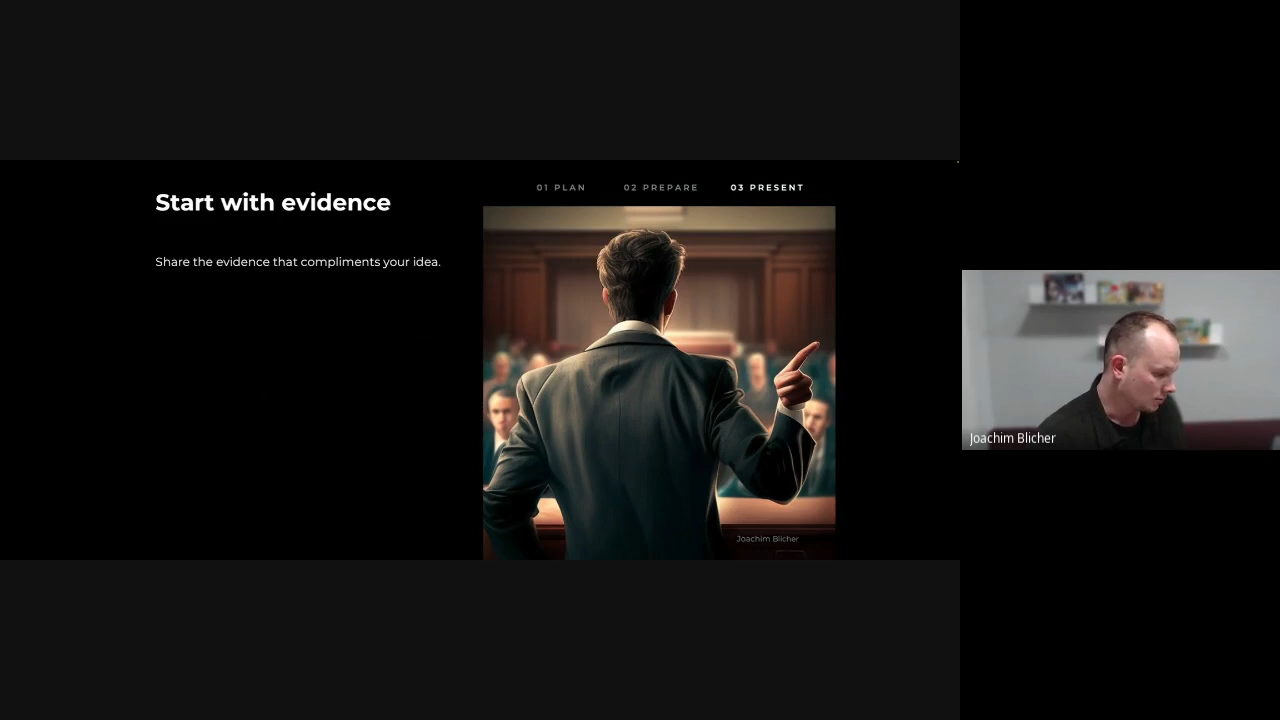 01 PLAN 02 PREPARE 03 PRESENT
Start with evidence
Share the evidence that compliments your idea.
Joachim Blicher
Joachim Blicher